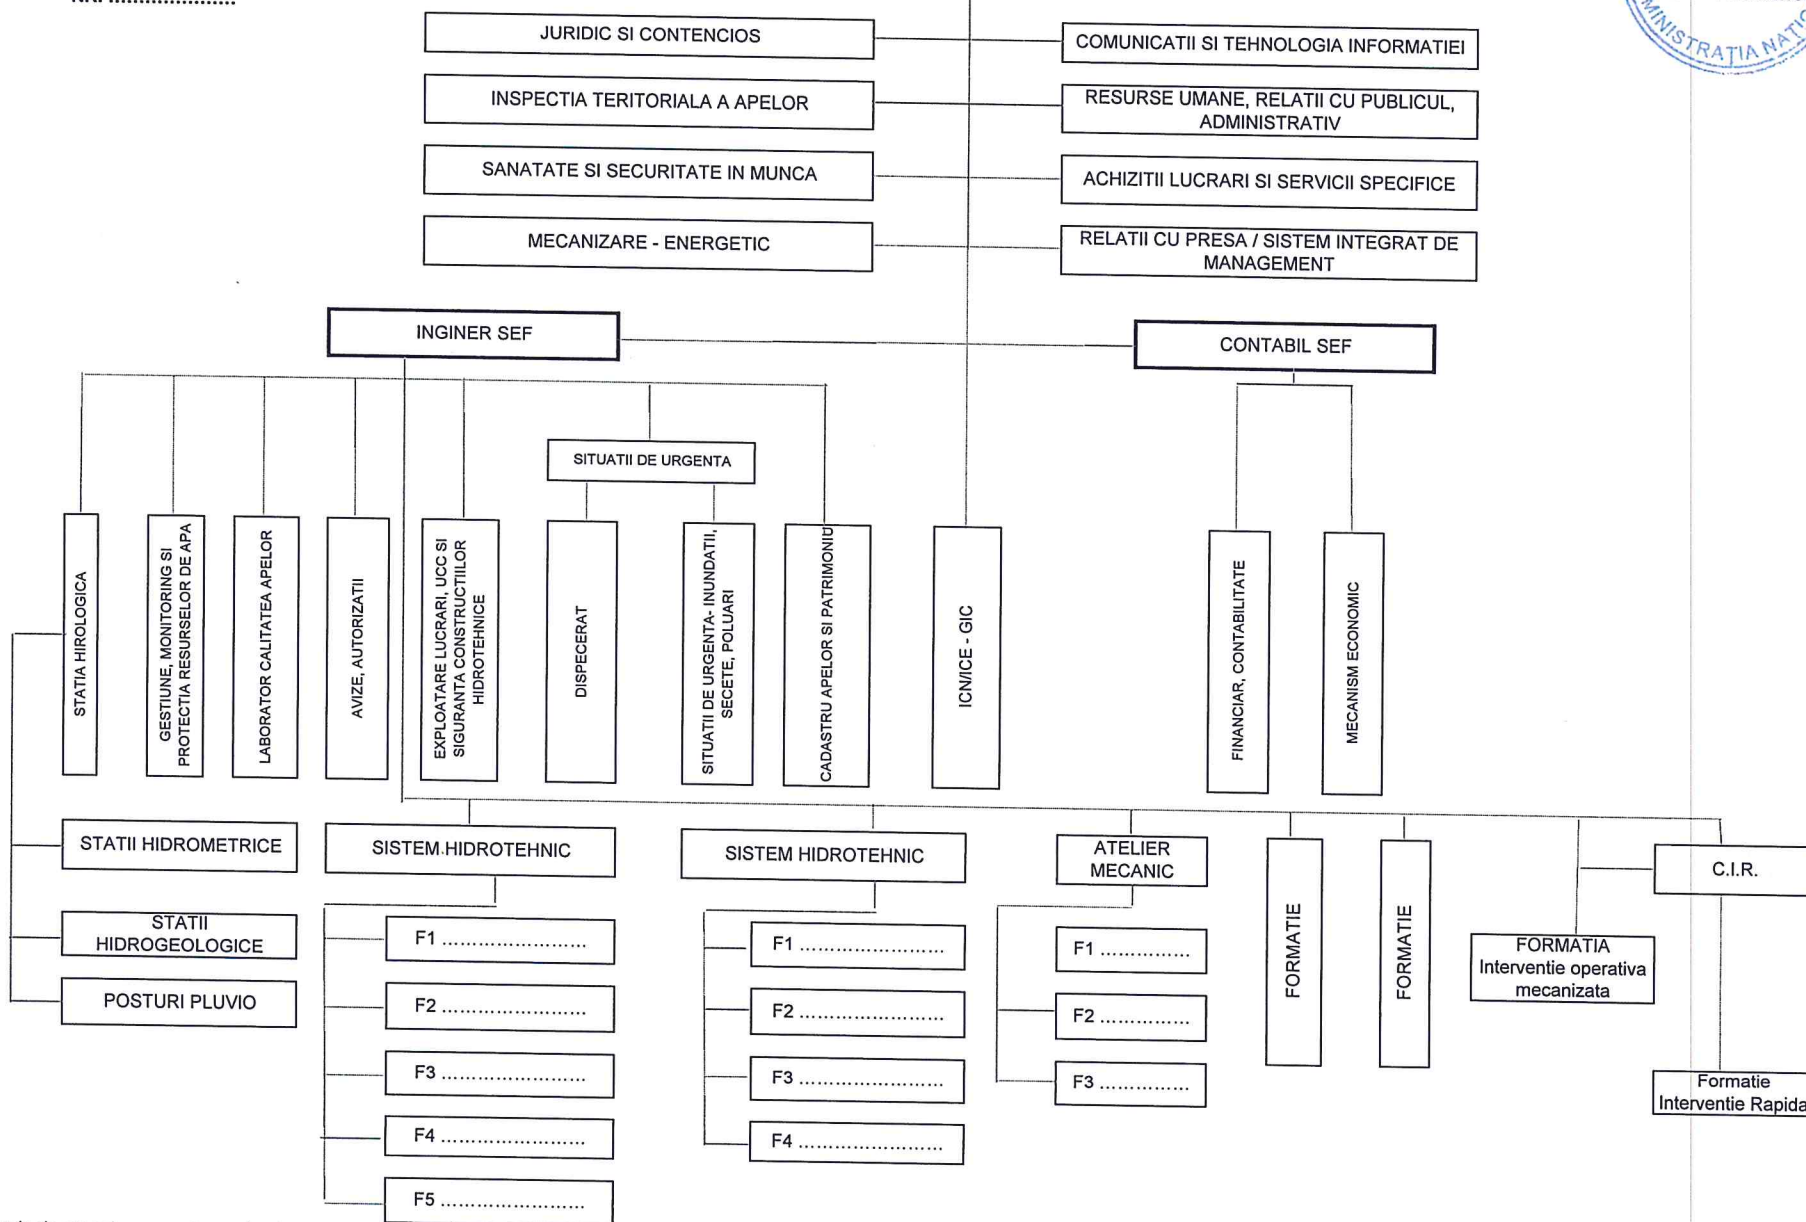 JURIDIC SI CONTENCIOS
COMUNICATII SI TEHNOLOGIA INFORMATIEI
INSPECTIA TERITORIALA A APELOR
RESURSE UMANE, RELATII CU PUBLICUL,
ADMINISTRATIV
SANATATE SI SECURITATE IN MUNCA
ACHIZITII LUCRARI SI SERVICII SPECIFICE
MECANIZARE - ENERGETIC
RELATII CU PRESA / SISTEM INTEGRAT DE
MANAGEMENT
INGINER SEF
CONTABIL SEF
SITUATII DE URGENTA
STATIA HIROLOGICA
GESTIUNE, MONITORING SI
PROTECTIA RESURSELOR DE APA
LABORATOR CALITATEA APELOR
AVIZE, AUTORIZATII
EXPLOATARE LUCRARI, UCC SI
SIGURANTA CONSTRUCTIILOR
HIDROTEHNICE
DISPECERAT
SITUATII DE URGENTA- INUNDATII,
SECETE, POLUARI
CADASTRU APELOR SI PATRIMONIU
ICN/ICE - GIC
FINANCIAR, CONTABILITATE
MECANISM ECONOMIC
STATII HIDROMETRICE
STATII
HIDROGEOLOGICE
POSTURI PLUVIO
SISTEM HIDROTEHNIC
F1 ........................
F2 ........................
F3 ........................
F4 ........................
F5 ........................
SISTEM HIDROTEHNIC
F1 ........................
F2 ........................
F3 ........................
F4 ........................
ATELIER
MECANIC
F1 ...............
F2 ...............
F3 ...............
FORMATIE
FORMATIE
FORMATIA
Interventie operativa
mecanizata
C.I.R.
Formatie
Interventie Rapida